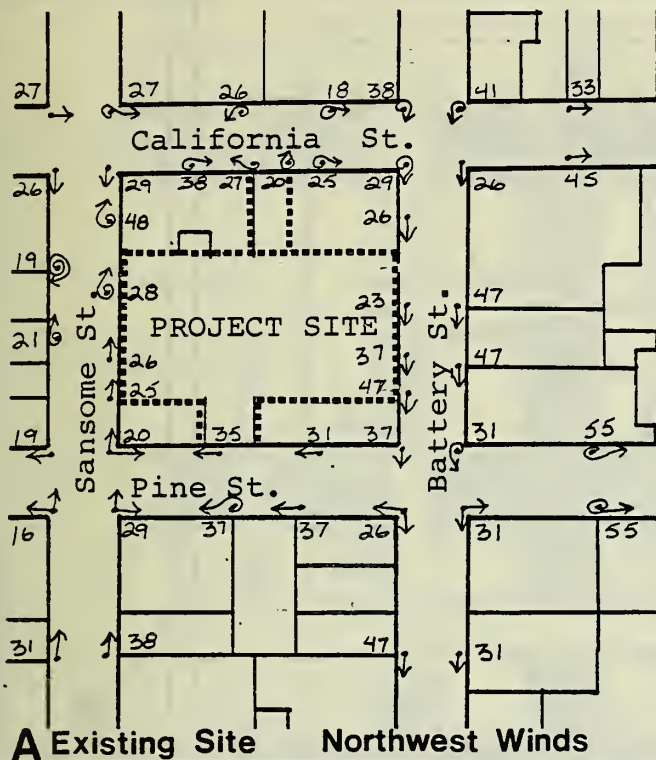 27 27 26 18 38 41 33
California St.
26 29 38 27 20 25 29 26 45
48 26
19
28 23 47
21 PROJECT SITE
26 37 47
25 47
19 20 35 31 37 31 55
Sansome St.
Battery St.
Pine St.
16 29 37 37 26 31 55
31 38 47 31
A Existing Site Northwest Winds